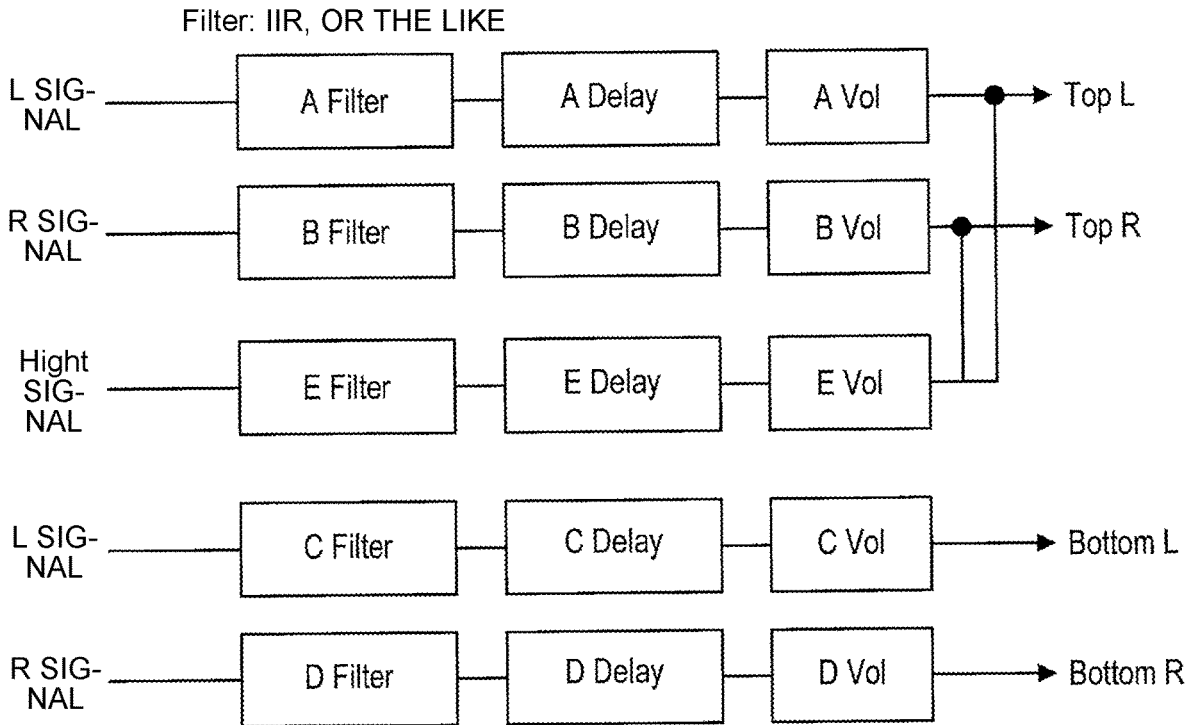 Filter: IIR, OR THE LIKE
L SIG-
NAL
A Filter
A Delay
A Vol
Top L
R SIG-
NAL
B Filter
B Delay
B Vol
Top R
Hight
SIG-
NAL
E Filter
E Delay
E Vol
L SIG-
NAL
C Filter
C Delay
C Vol
Bottom L
R SIG-
NAL
D Filter
D Delay
D Vol
Bottom R